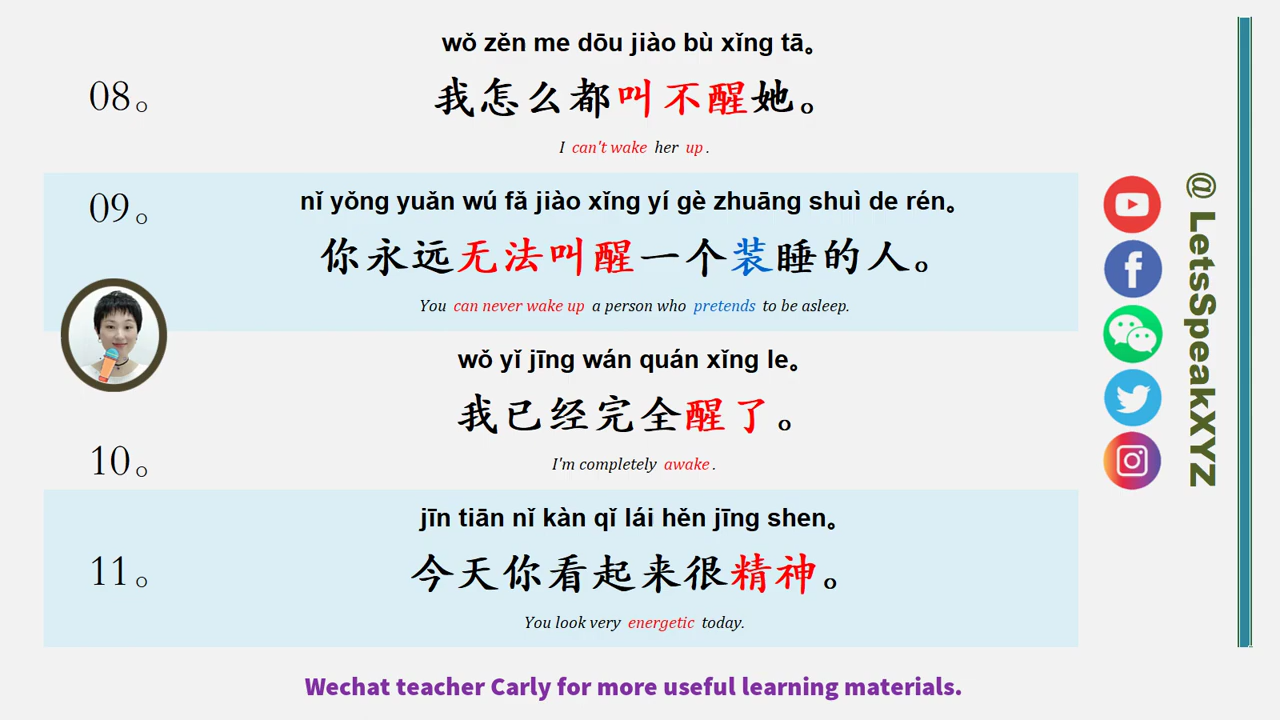 wǒ zěn me dōu jiào bù xǐng tā。
08。
我怎么都叫不醒她。
I can't wake her up.
nǐ yǒng yuǎn wú fǎ jiào xǐng yí gè zhuāng shuì de rén。
09。
你永远无法叫醒一个装睡的人。
You can never wake up a person who pretends to be asleep.
wǒ yǐ jīng wán quán xǐng le。
我已经完全醒了。
10。
I'm completely awake.
jīn tiān nǐ kàn qǐ lái hěn jīng shen。
11。
今天你看起来很精神。
You look very energetic today.
@ LetsSpeakXYZ
Wechat teacher Carly for more useful learning materials.